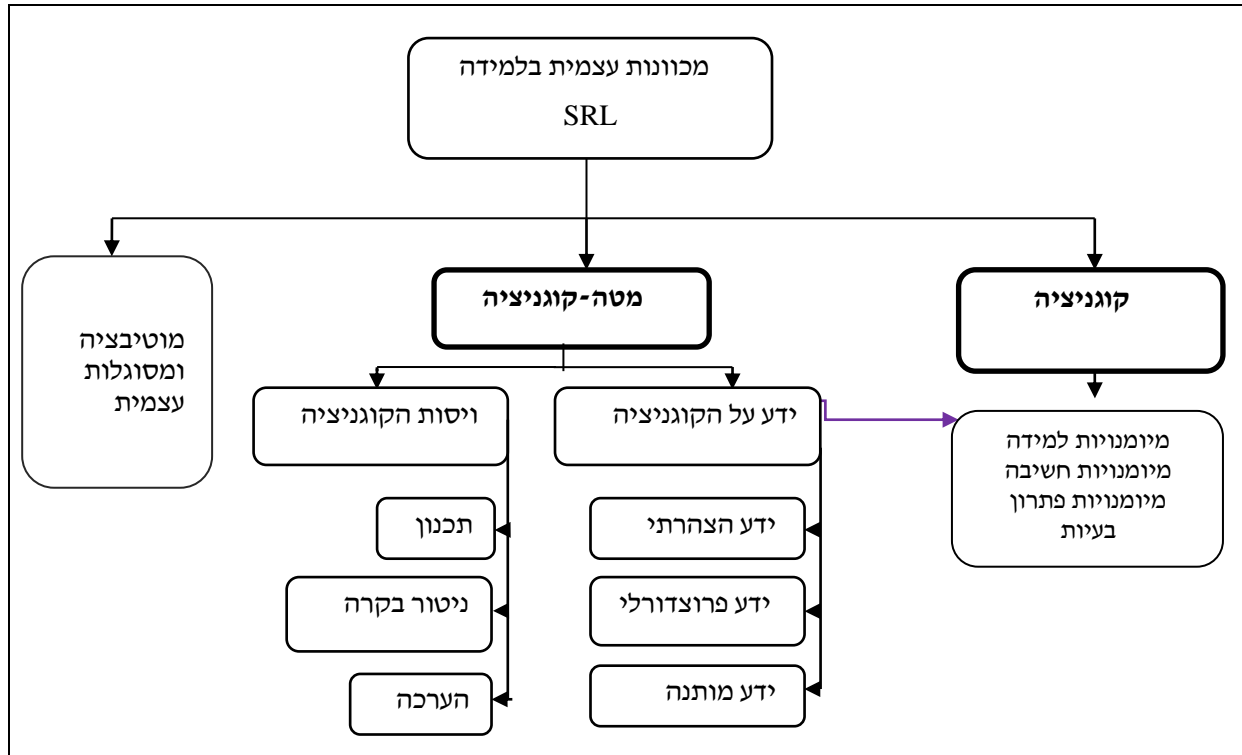 מכוונות עצמית בלמידה
SRL
קוגניציה
מטה-קוגניציה
מוטיבציה
ומסוגלות
עצמית
ידע על הקוגניציה
ויסות הקוגניציה
מיומנויות למידה
מיומנויות חשיבה
מיומנויות פתרון
בעיות
ידע הצהרתי
תכנון
ידע פרוצדורלי
ניטור בקרה
ידע מותנה
הערכה